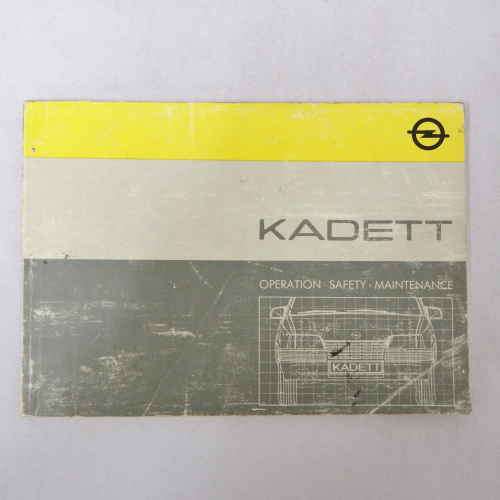 KADETT
OPERATION · SAFETY · MAINTENANCE
KADETT